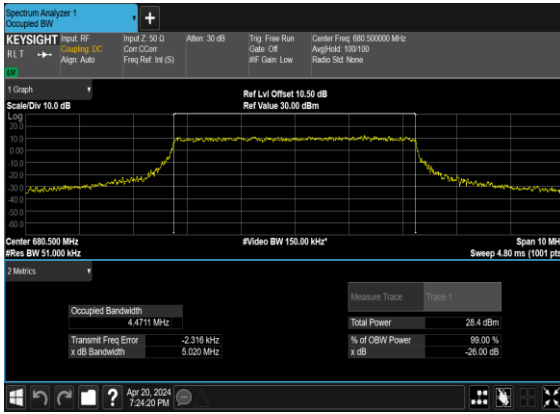 Spectrum Analyzer 1
Occupied BW
KEYSIGHT
RLT
LW
Input: RF
Coupling: DC
Align: Auto
Input Z: 50 Ω
Corr CCorr
Freq Ref: Int (S)
Atten: 30 dB
Trig: Free Run
Gate: Off
#IF Gain: Low
Center Freq: 680.500000 MHz
Avg|Hold: 100/100
Radio Std: None
1 Graph
Scale/Div 10.0 dB
Ref Lvl Offset 10.50 dB
Ref Value 30.00 dBm
Log
20.0
10.0
0.00
-10.0
-20.0
-30.0
-40.0
-50.0
-60.0
Center 680.500 MHz
#Res BW 51.000 kHz
#Video BW 150.00 kHz*
Span 10 MH
Sweep 4.80 ms (1001 pts
2 Metrics
Measure Trace
Trace 1
Occupied Bandwidth
4.4711 MHz
Total Power
28.4 dBm
Transmit Freq Error
-2.316 kHz
% of OBW Power
99.00 %
x dB Bandwidth
5.020 MHz
x dB
-26.00 dB
?
Apr 20, 2024
7:24:20 PM